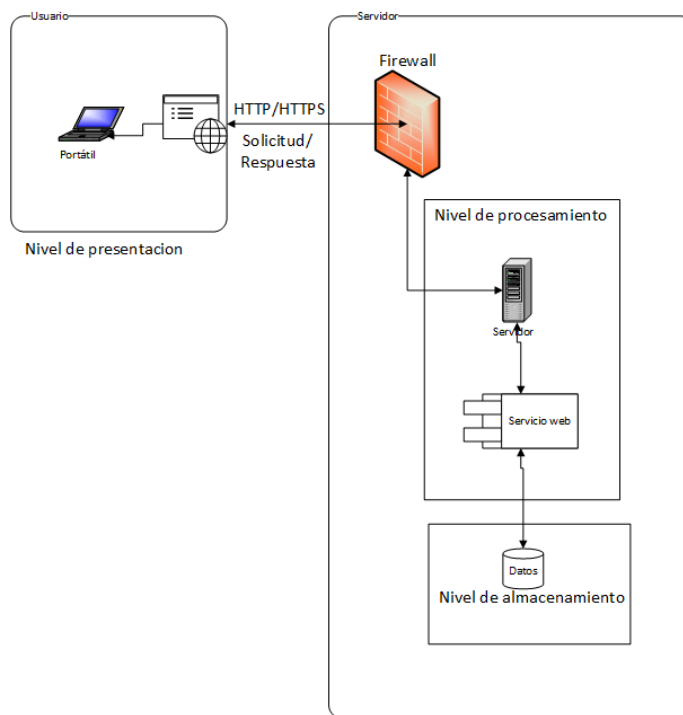 Usuario
Portátil
Nivel de presentacion
HTTP/HTTPS
Solicitud/
Respuesta
Servidor
Firewall
Nivel de procesamiento
Servidor
Servicio web
Datos
Nivel de almacenamiento